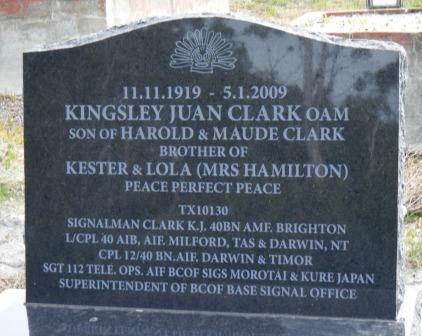 11.11.1919 - 5.1.2009
KINGSLEY JUAN CLARK OAM
SON OF HAROLD & MAUDE CLARK
BROTHER OF
KESTER & LOLA (MRS HAMILTON)
PEACE PERFECT PEACE
TX10130
SIGNALMAN CLARK K.J. 40BN AMF. BRIGHTON
L/CPL 40 AIB, AIF. MILFORD, TAS & DARWIN, NT
CPL 12/40 BN.AIF. DARWIN & TIMOR
SGT 112 TELE. OPS. AIF BCOF SIGS MOROTAI & KURE JAPAN
SUPERINTENDENT OF BCOF BASE SIGNAL OFFICE